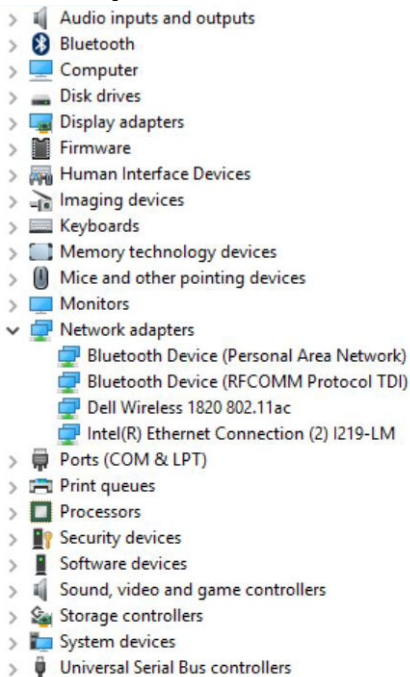 Audio inputs and outputs
Bluetooth
Computer
Disk drives
Display adapters
Firmware
Human Interface Devices
Imaging devices
Keyboards
Memory technology devices
Mice and other pointing devices
Monitors
Network adapters
Bluetooth Device (Personal Area Network)
Bluetooth Device (RFCOMM Protocol TDI)
Dell Wireless 1820 802.11ac
Intel(R) Ethernet Connection (2) I219-LM
Ports (COM & LPT)
Print queues
Processors
Security devices
Software devices
Sound, video and game controllers
Storage controllers
System devices
Universal Serial Bus controllers